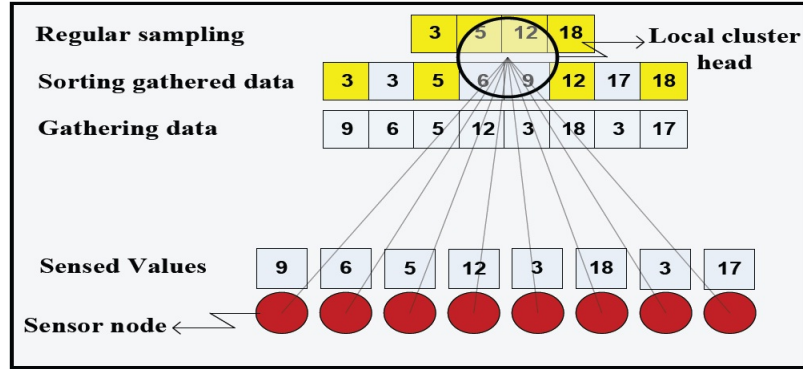 Regular sampling 3 5 12 18
Local cluster head
Sorting gathered data 3 3 5 6 9 12 17 18
Gathering data 9 6 5 12 3 18 3 17
Sensed Values 9 6 5 12 3 18 3 17
Sensor node